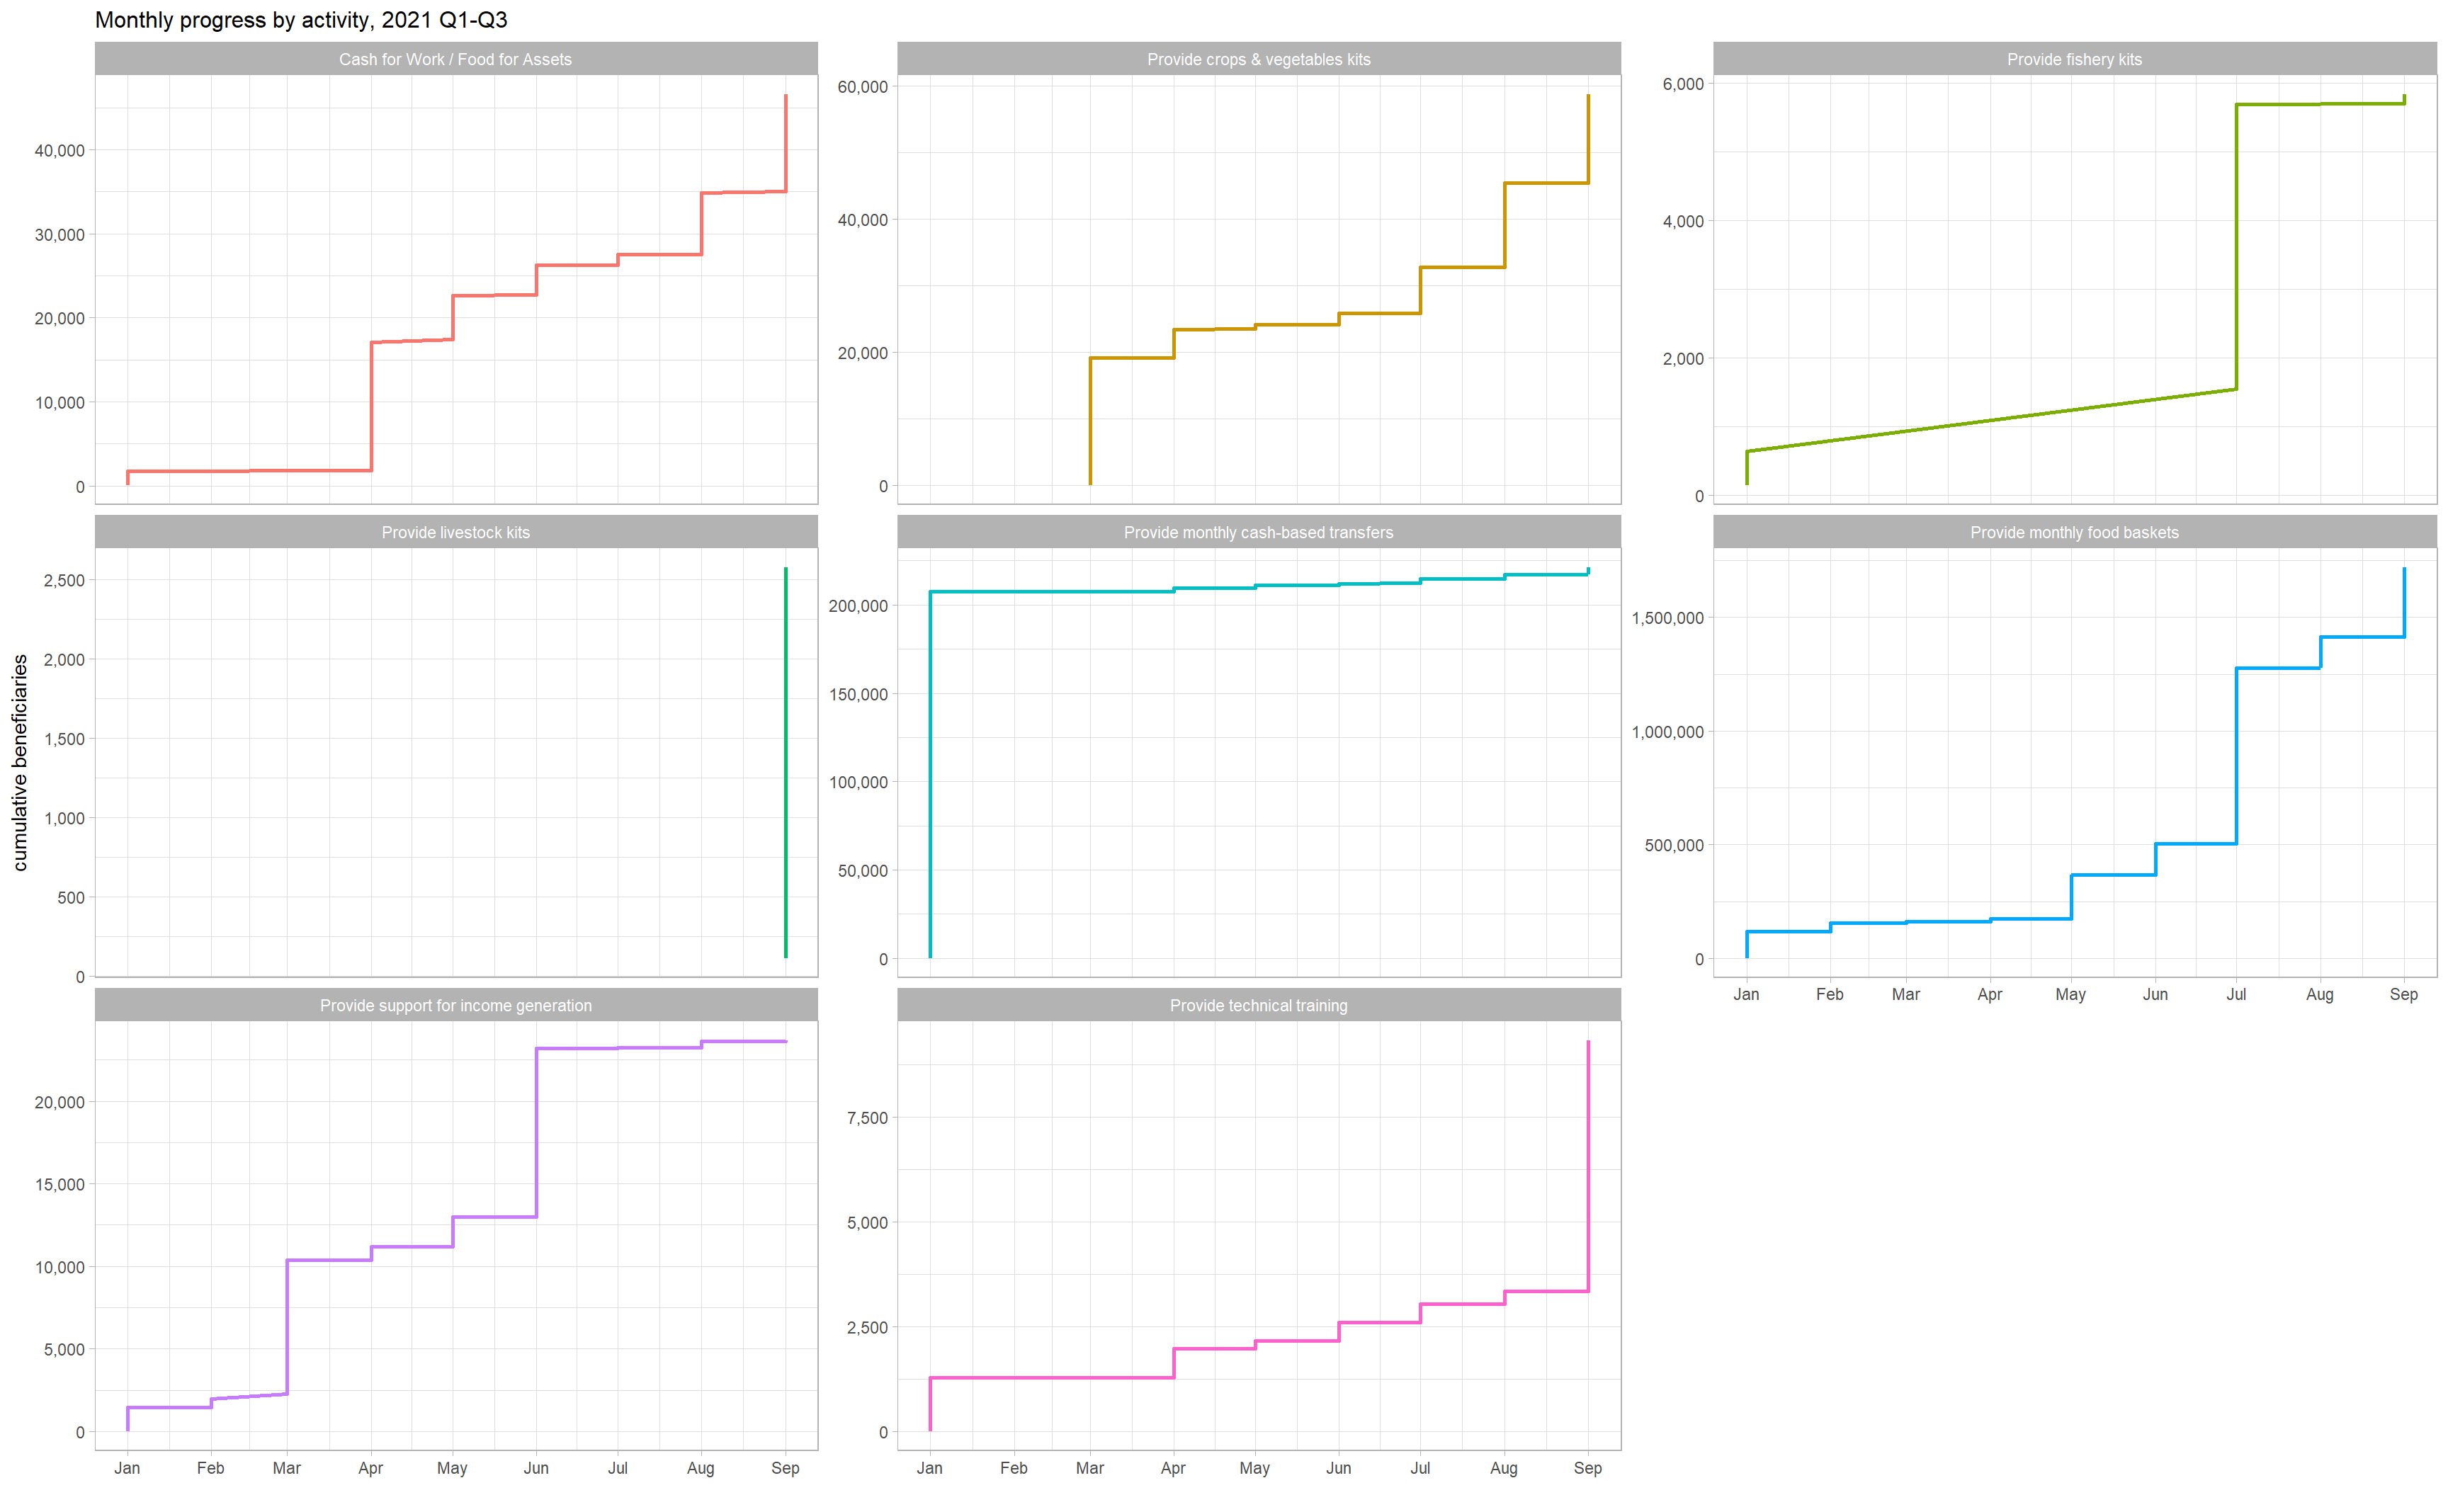 Monthly progress by activity, 2021 Q1-Q3
cumulative beneficiaries
Cash for Work / Food for Assets
40,000
30,000
20,000
10,000
0
Provide crops & vegetables kits
60,000
40,000
20,000
0
Provide fishery kits
6,000
4,000
2,000
0
Provide livestock kits
2,500
2,000
1,500
1,000
500
0
Provide monthly cash-based transfers
200,000
150,000
100,000
50,000
0
Provide monthly food baskets
1,500,000
1,000,000
500,000
0
Jan Feb Mar Apr May Jun Jul Aug Sep
Provide support for income generation
20,000
15,000
10,000
5,000
0
Jan Feb Mar Apr May Jun Jul Aug Sep
Provide technical training
7,500
5,000
2,500
0
Jan Feb Mar Apr May Jun Jul Aug Sep